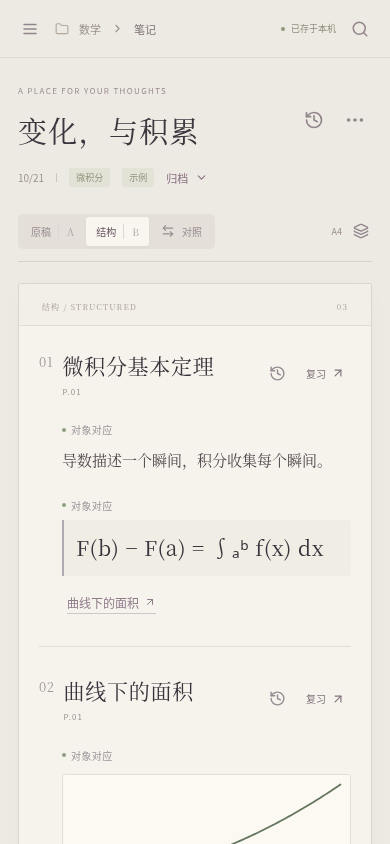 数学 > 笔记
已存于本机
A PLACE FOR YOUR THOUGHTS
变化，与积累
10/21 微积分 示例 归档
原稿 A 结构 B 对照 A4
结构 / STRUCTURED 03
01 微积分基本定理 复习
P.01
对象对应
导数描述一个瞬间，积分收集每个瞬间。
对象对应
F(b) − F(a) = ∫ₐᵇ f(x) dx
曲线下的面积
02 曲线下的面积 复习
P.01
对象对应